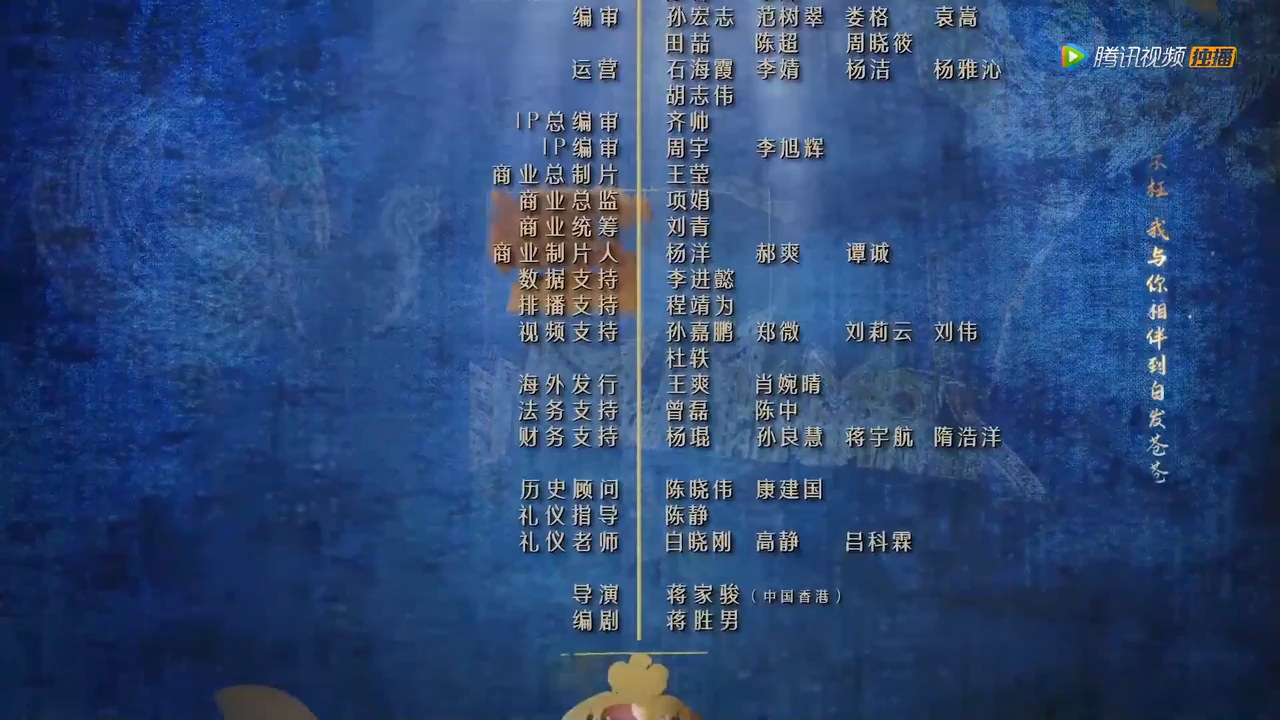 编审 孙宏志 范树翠 娄格 袁嵩
田喆 陈超 周晓筱
运营 石海霞 李婧 杨洁 杨雅沁
胡志伟
IP总编审 齐帅
IP编审 周宇 李旭辉
商业总制片 王莹
商业总监 项娟
商业统筹 刘青
商业制片人 杨洋 郝爽 谭诚
数据支持 李进懿
排播支持 程靖为
视频支持 孙嘉鹏 郑微 刘莉云 刘伟
杜轶
海外发行 王爽 肖婉晴
法务支持 曾磊 陈中
财务支持 杨琨 孙良慧 蒋宇航 隋浩洋
历史顾问 陈晓伟 康建国
礼仪指导 陈静
礼仪老师 白晓刚 高静 吕科霖
导演 蒋家骏（中国香港）
编剧 蒋胜男
腾讯视频 独播
不枉 我与你相伴到白发苍苍